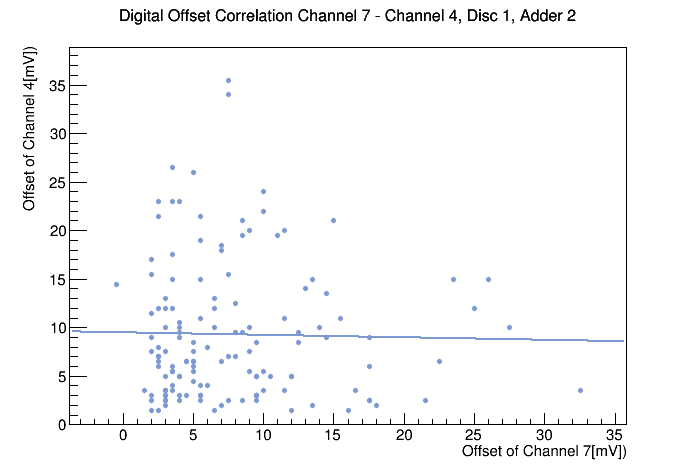 Digital Offset Correlation Channel 7 - Channel 4, Disc 1, Adder 2
Offset of Channel 4[mV])
35
30
25
20
15
10
5
0
0 5 10 15 20 25 30 35
Offset of Channel 7[mV])